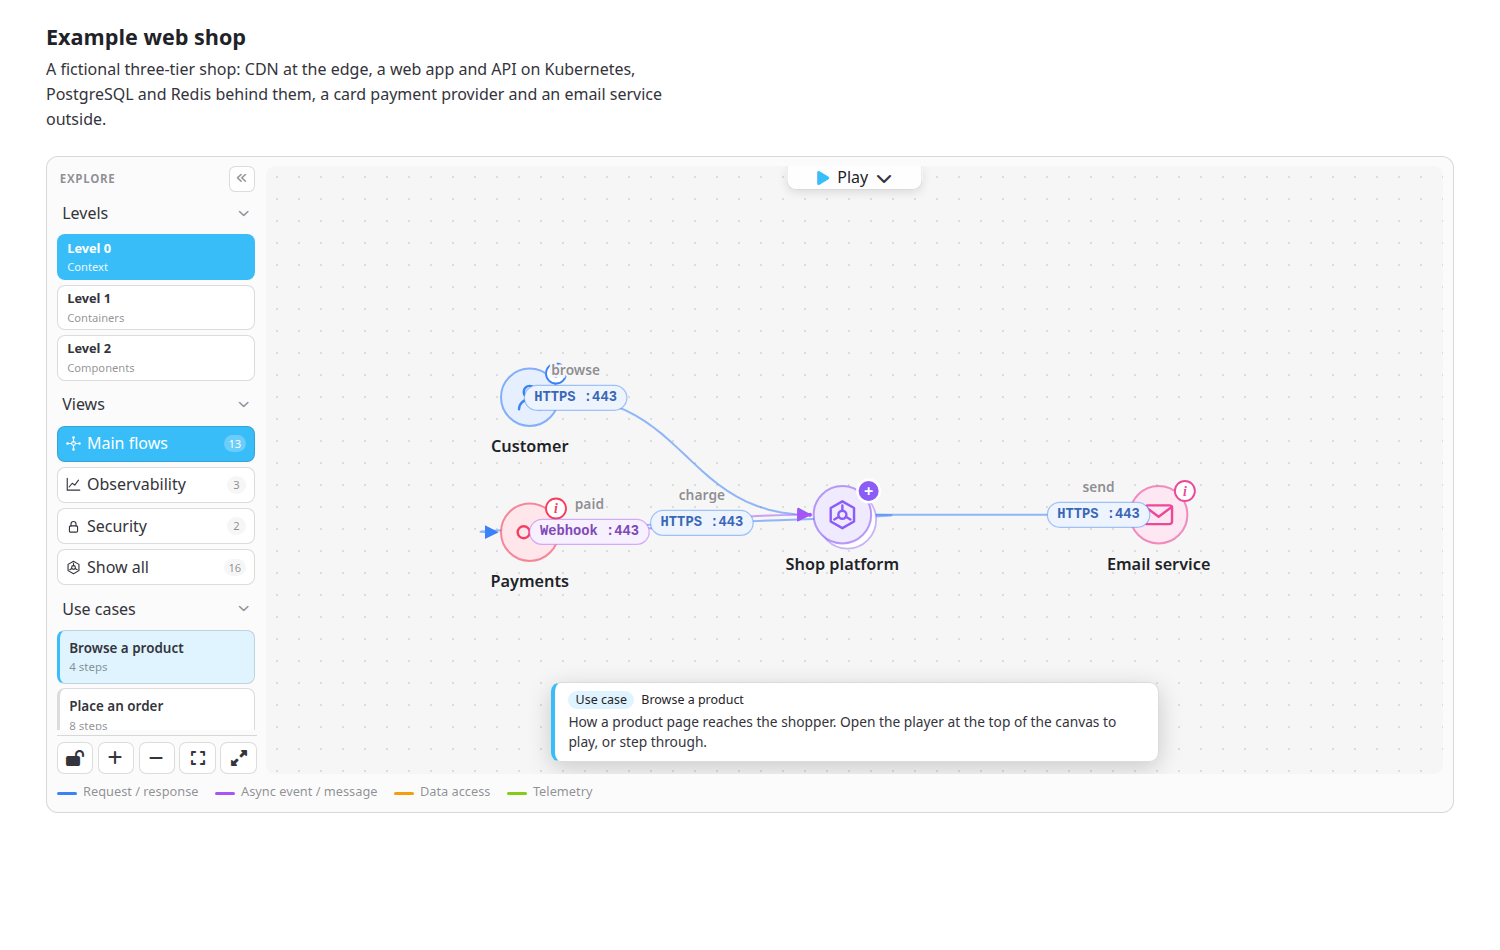 Example web shop
A fictional three-tier shop: CDN at the edge, a web app and API on Kubernetes,
PostgreSQL and Redis behind them, a card payment provider and an email service
outside.
EXPLORE
Levels
Level 0
Context
Level 1
Containers
Level 2
Components
Views
Main flows 13
Observability 3
Security 2
Show all 16
Use cases
Browse a product
4 steps
Place an order
8 steps
Play
browse
HTTPS :443
Customer
paid
Webhook :443
charge
HTTPS :443
Payments
Shop platform
send
HTTPS :443
Email service
Use case Browse a product
How a product page reaches the shopper. Open the player at the top of the canvas to
play, or step through.
Request / response
Async event / message
Data access
Telemetry